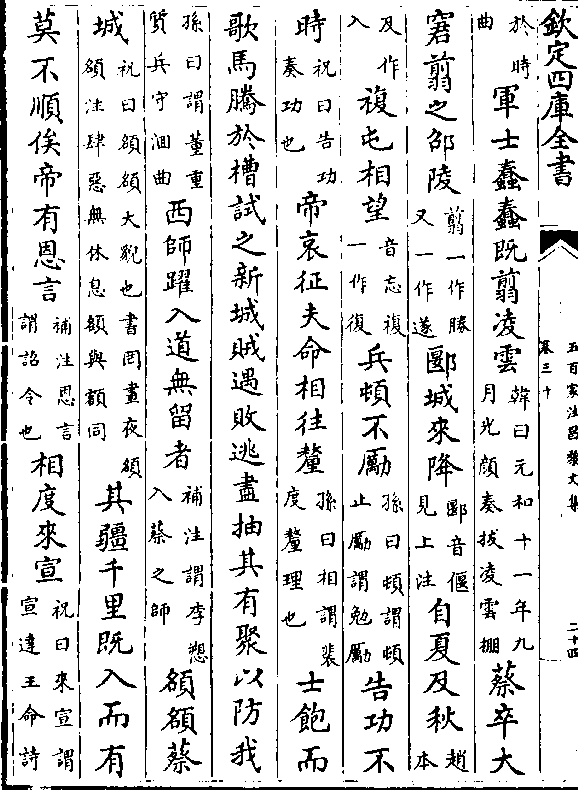 欽定四庫全書
五百家注昌黎文集
卷三十
二十四
於時曲軍士蠢蠢既翦凌雲韓曰元和十一年九月光顔奏拔凌雲柵蔡卒大
窘翦之邵陵翦一作勝又一作遂郾城來降郾音偃見上注自夏及秋趙本
及作入複屯相望音忘復一作復兵頓不勵孫曰頓謂頓止勵謂勉勵告功不
時祝曰告功奏功也帝哀征夫命相往釐孫曰相謂裴度釐理也士飽而
歌馬騰於槽試之新城賊遇敗逃盡抽其有聚以防我
孫曰謂董重質兵守洄曲西師躍入道無留者補注謂李愬入蔡之師頟頟蔡
城祝曰頟頟大貌也書罔晝夜頟頟注肆惡無休息頟與額同其疆千里既入而有
莫不順俟帝有恩言補注恩言謂詔令也相度來宣祝曰來宣謂宣達王命詩